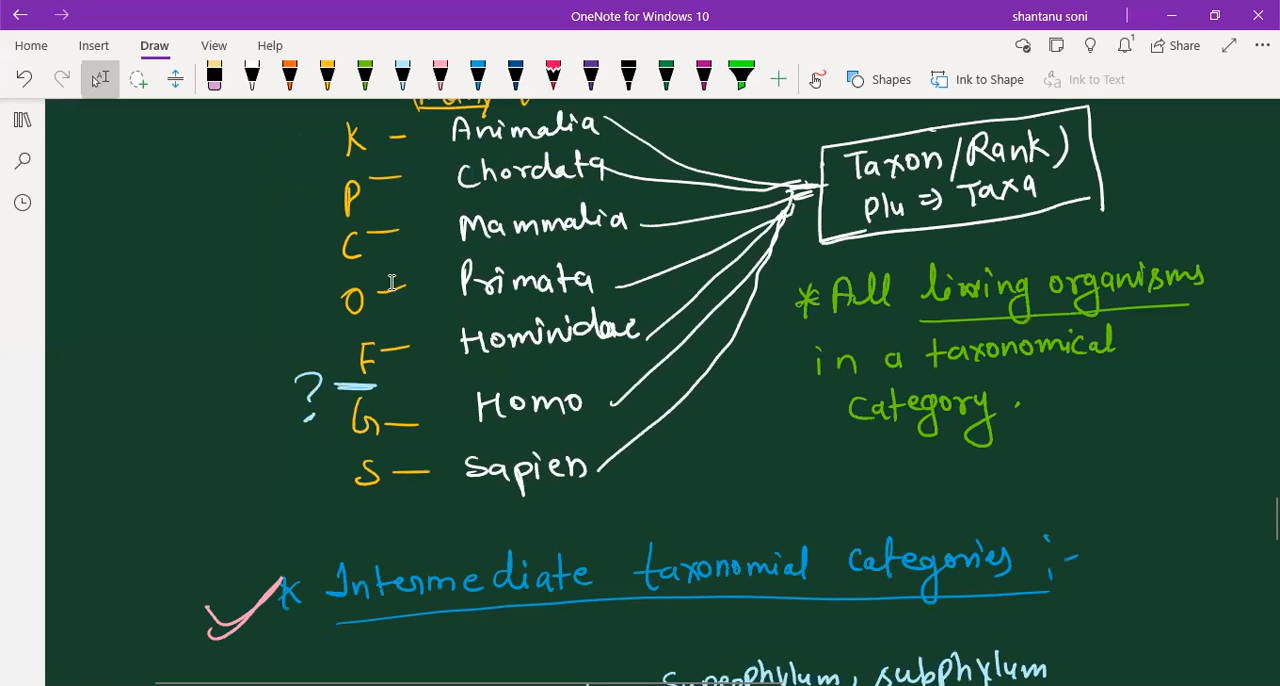 OneNote for Windows 10
shantanu soni
Home Insert Draw View Help
Share
Shapes
Ink to Shape
Ink to Text
K - Animalia
P - Chordata
C - Mammalia
O - Primata
F - Hominidae
? G - Homo
S - Sapien
Taxon/Rank)
Plu => Taxa
* All living organisms
in a taxonomical
category.
* Intermediate taxonomial categories :-
superphylum, subphylum